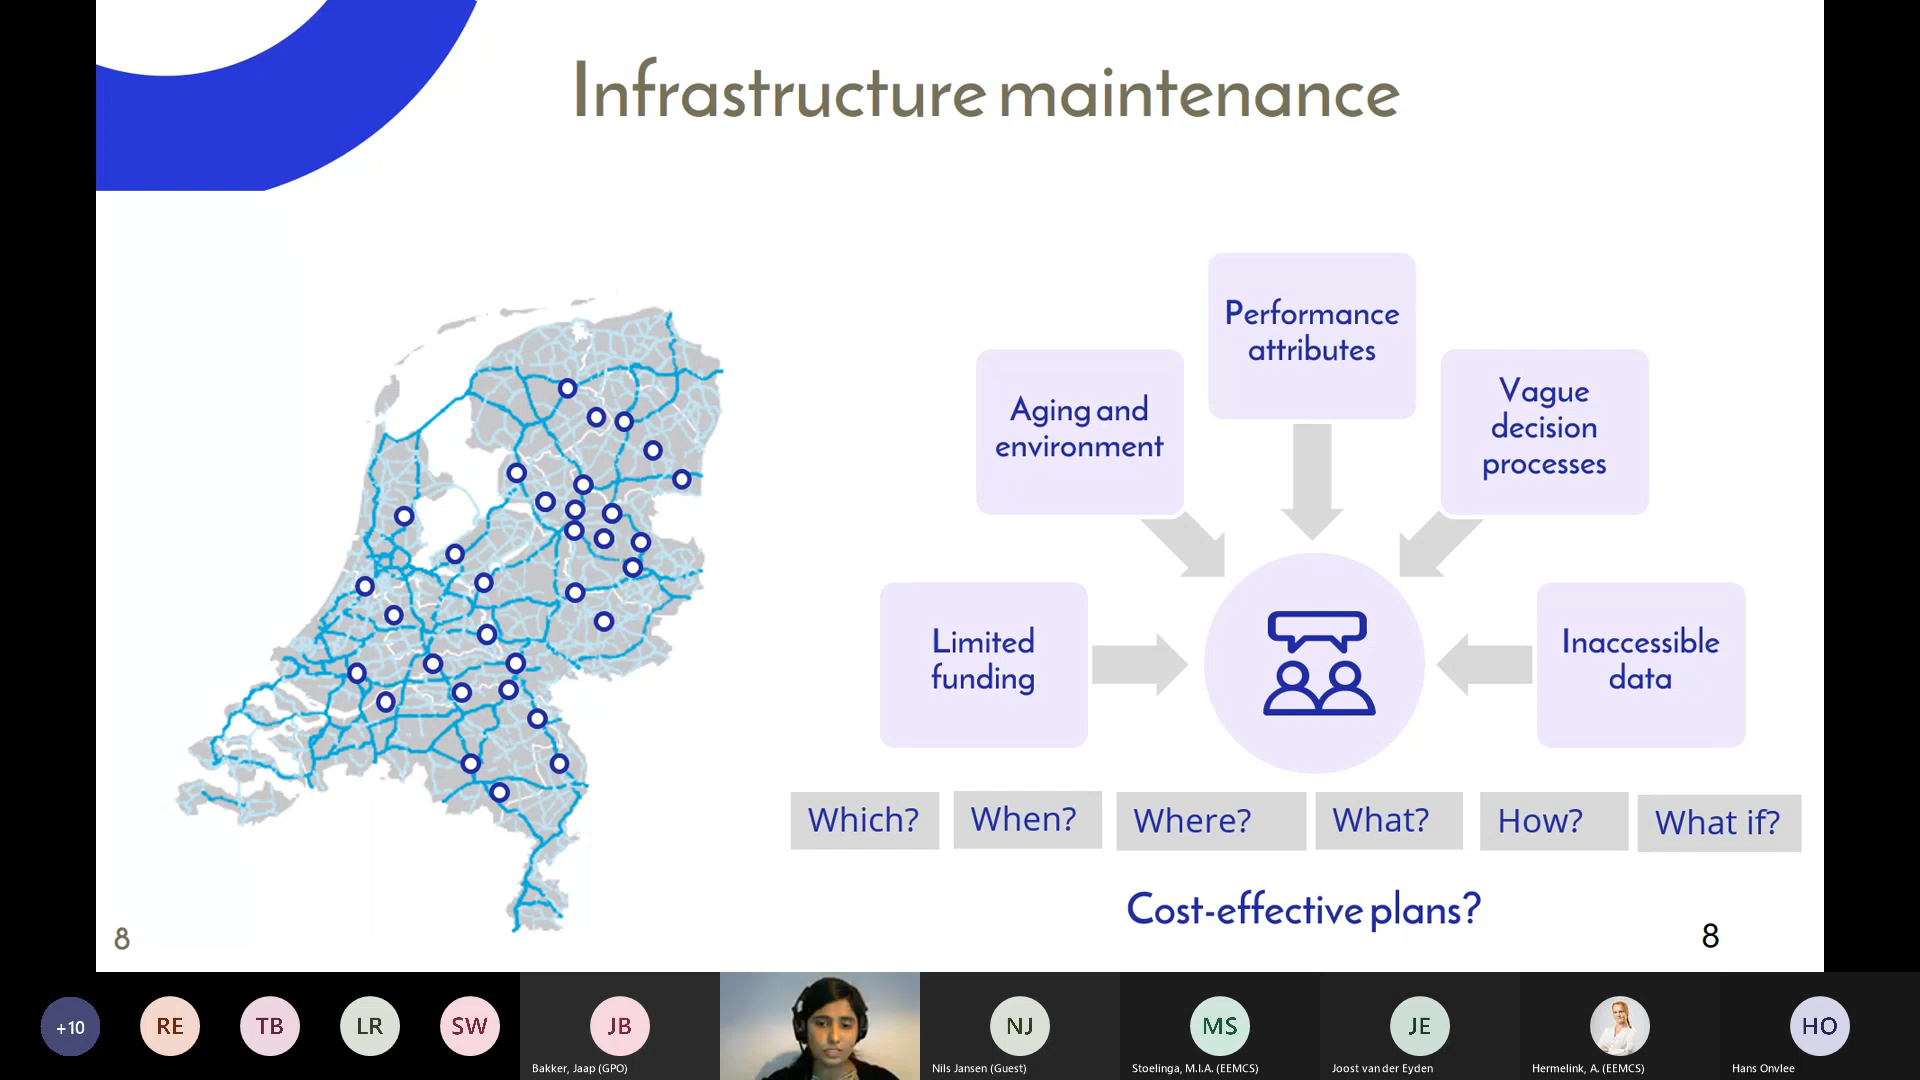 Infrastructure maintenance
Performance
attributes
Aging and
environment
Vague
decision
processes
Limited
funding
Inaccessible
data
Which?
When?
Where?
What?
How?
What if?
Cost-effective plans?
8
8
+10
RE
TB
LR
SW
JB
NJ
MS
JE
HO
Bakker, Jaap (GPO)
Nils Jansen (Guest)
Stoelinga, M.I.A. (EEMCS)
Joost van der Eyden
Hermelink, A. (EEMCS)
Hans Onvlee